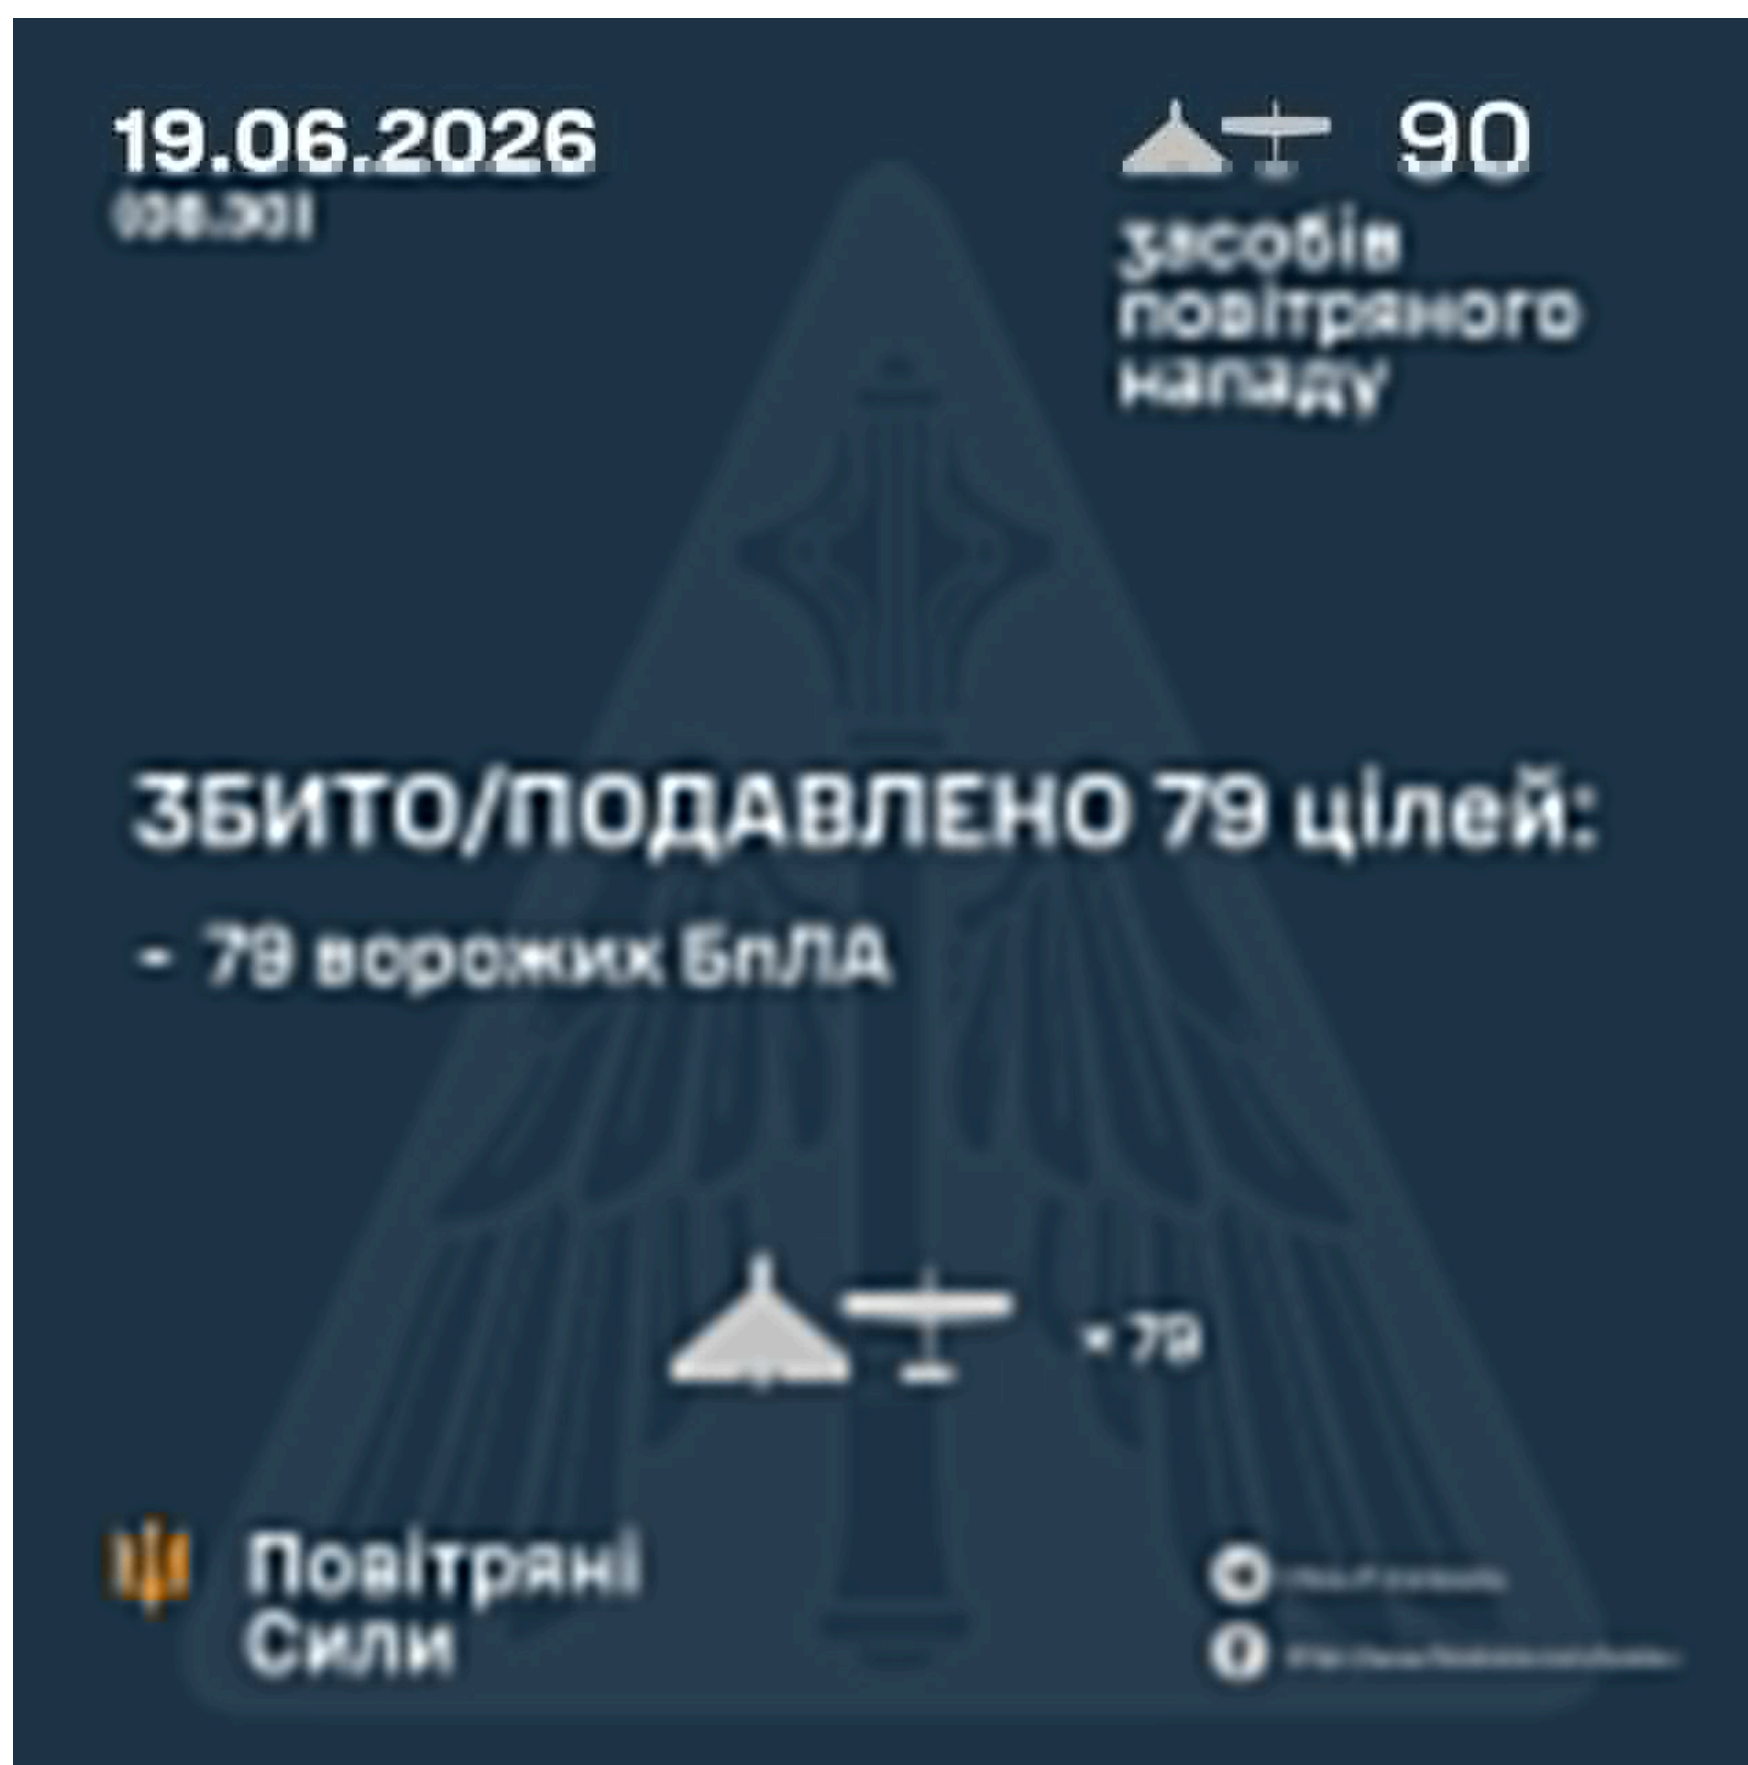 19.06.2026
90
засобів
повітряного
нападу
ЗБИТО/ПОДАВЛЕНО 79 цілей:
- 79 ворожих БпЛА
× 79
Повітряні
Сили